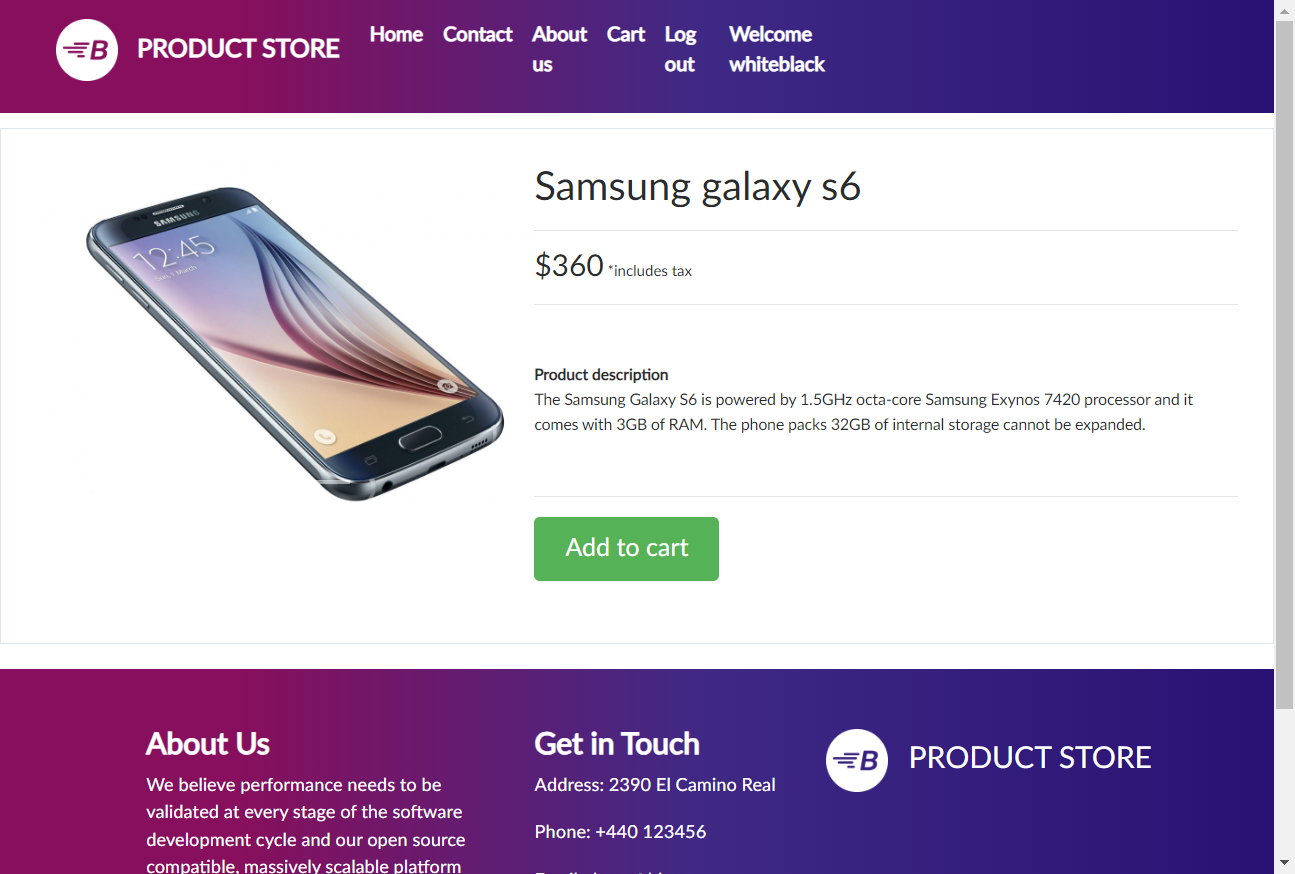 B PRODUCT STORE Home Contact About us Cart Log out Welcome whiteblack
Samsung galaxy s6
SAMSUNG
12:45
Sun, 1 March
$360 *includes tax
Product description
The Samsung Galaxy S6 is powered by 1.5GHz octa-core Samsung Exynos 7420 processor and it
comes with 3GB of RAM. The phone packs 32GB of internal storage cannot be expanded.
Add to cart
About Us
We believe performance needs to be
validated at every stage of the software
development cycle and our open source
compatible, massively scalable platform
Get in Touch
Address: 2390 El Camino Real
Phone: +440 123456
B PRODUCT STORE